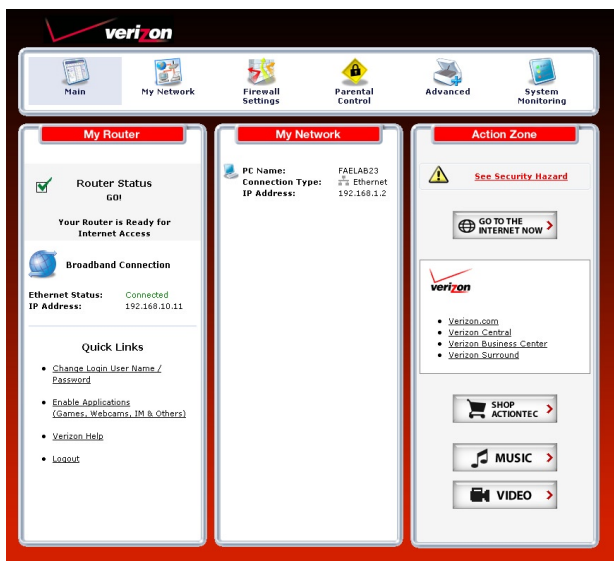 verizon
Main
My Network
Firewall
Settings
Parental
Control
Advanced
System
Monitoring
My Router
Router Status
GO!
Your Router is Ready for
Internet Access
Broadband Connection
Ethernet Status: Connected
IP Address: 192.168.10.11
Quick Links
Change Login User Name /
Password
Enable Applications
(Games, Webcams, IM & Others)
Verizon Help
Logout
My Network
PC Name: FAELAB23
Connection Type: Ethernet
IP Address: 192.168.1.2
Action Zone
See Security Hazard
GO TO THE
INTERNET NOW
verizon
Verizon.com
Verizon Central
Verizon Business Center
Verizon Surround
SHOP
ACTIONTEC
MUSIC
VIDEO